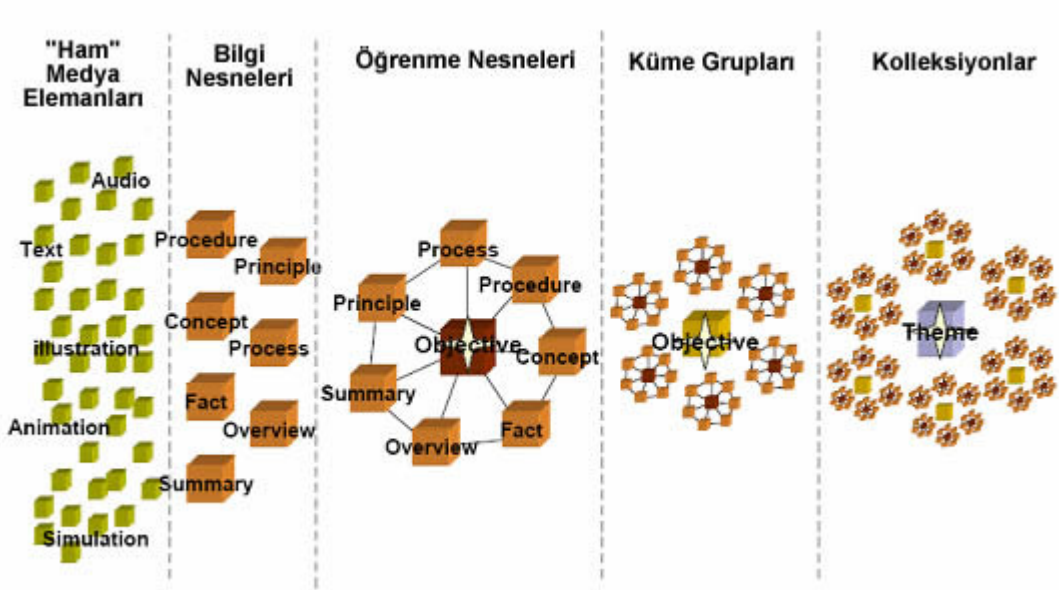 "Ham"
Medya
Elemanları
Bilgi
Nesneleri
Öğrenme Nesneleri
Küme Grupları
Kolleksiyonlar
Audio
Text
illustration
Animation
Simulation
Procedure
Principle
Concept
Process
Fact
Overview
Summary
Process
Procedure
Principle
Objective
Concept
Summary
Overview
Fact
Objective
Theme